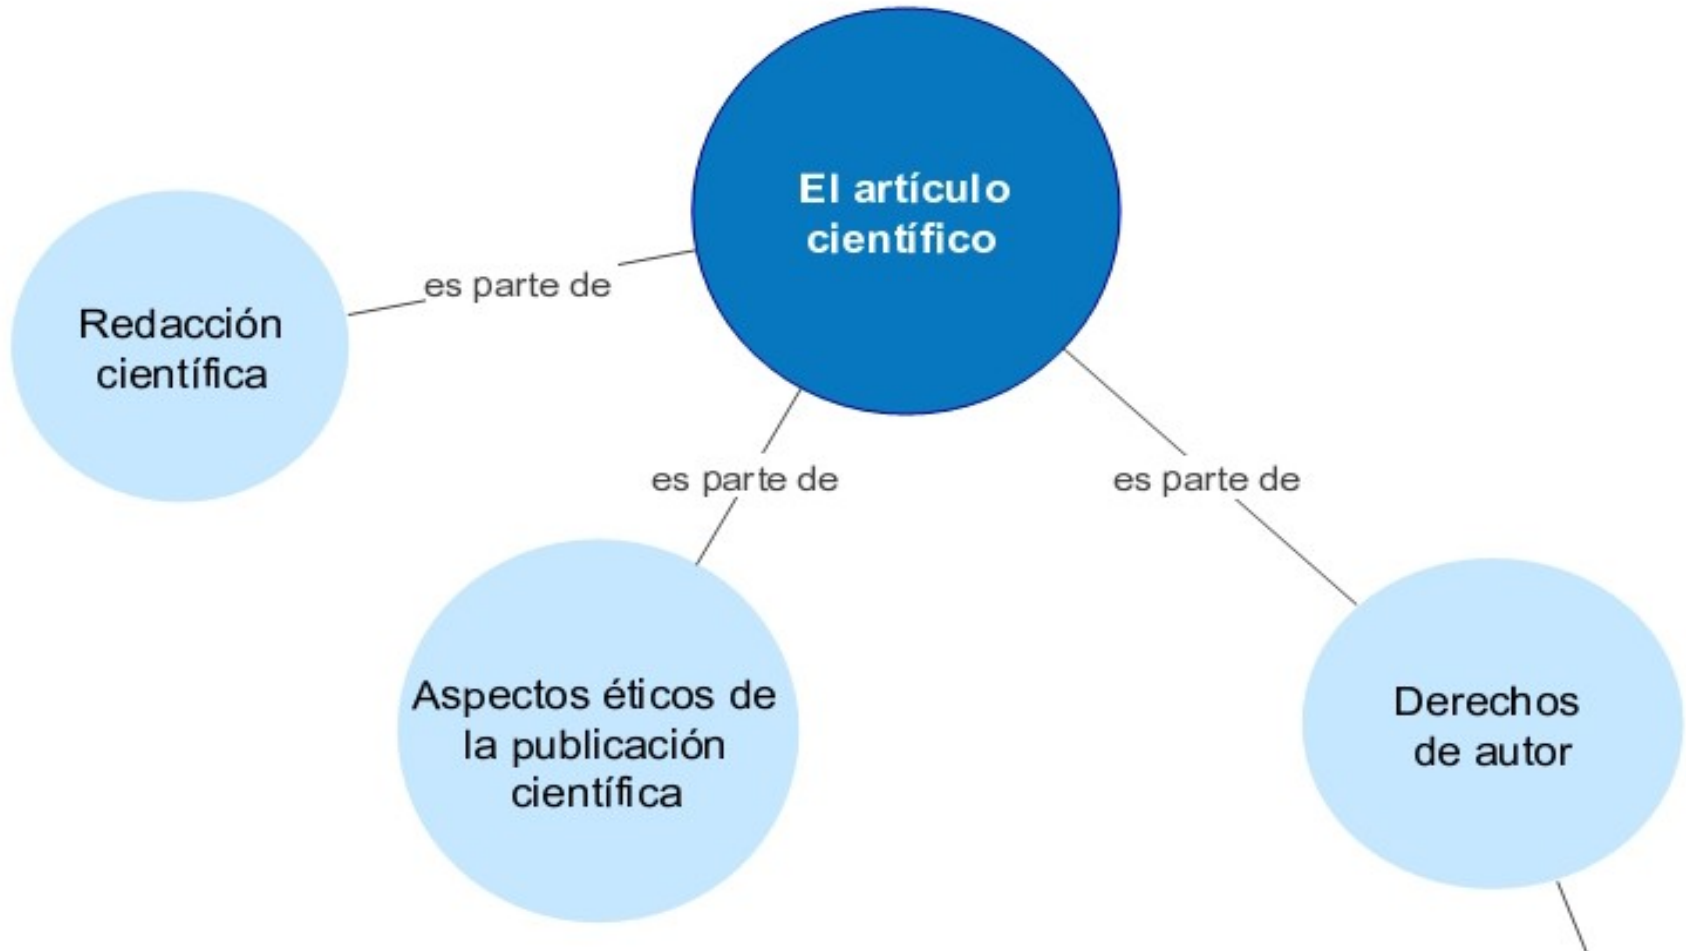 El artículo
científico
es parte de
Redacción
científica
es parte de
es parte de
Aspectos éticos de
la publicación
científica
Derechos
de autor